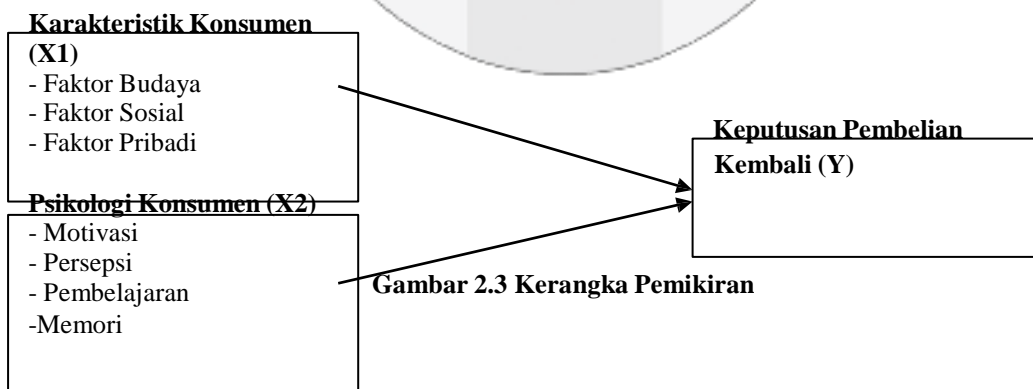 Karakteristik Konsumen
(X1)
- Faktor Budaya
- Faktor Sosial
- Faktor Pribadi
Psikologi Konsumen (X2)
- Motivasi
- Persepsi
- Pembelajaran
-Memori
Keputusan Pembelian
Kembali (Y)
Gambar 2.3 Kerangka Pemikiran